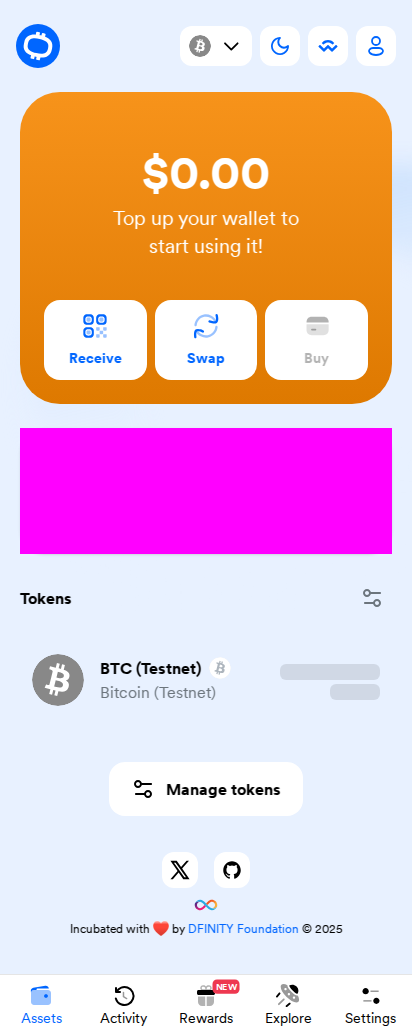 $0.00
Top up your wallet to
start using it!
Receive
Swap
Buy
Tokens
BTC (Testnet)
Bitcoin (Testnet)
Manage tokens
Incubated with ❤️ by DFINITY Foundation © 2025
NEW
Assets
Activity
Rewards
Explore
Settings